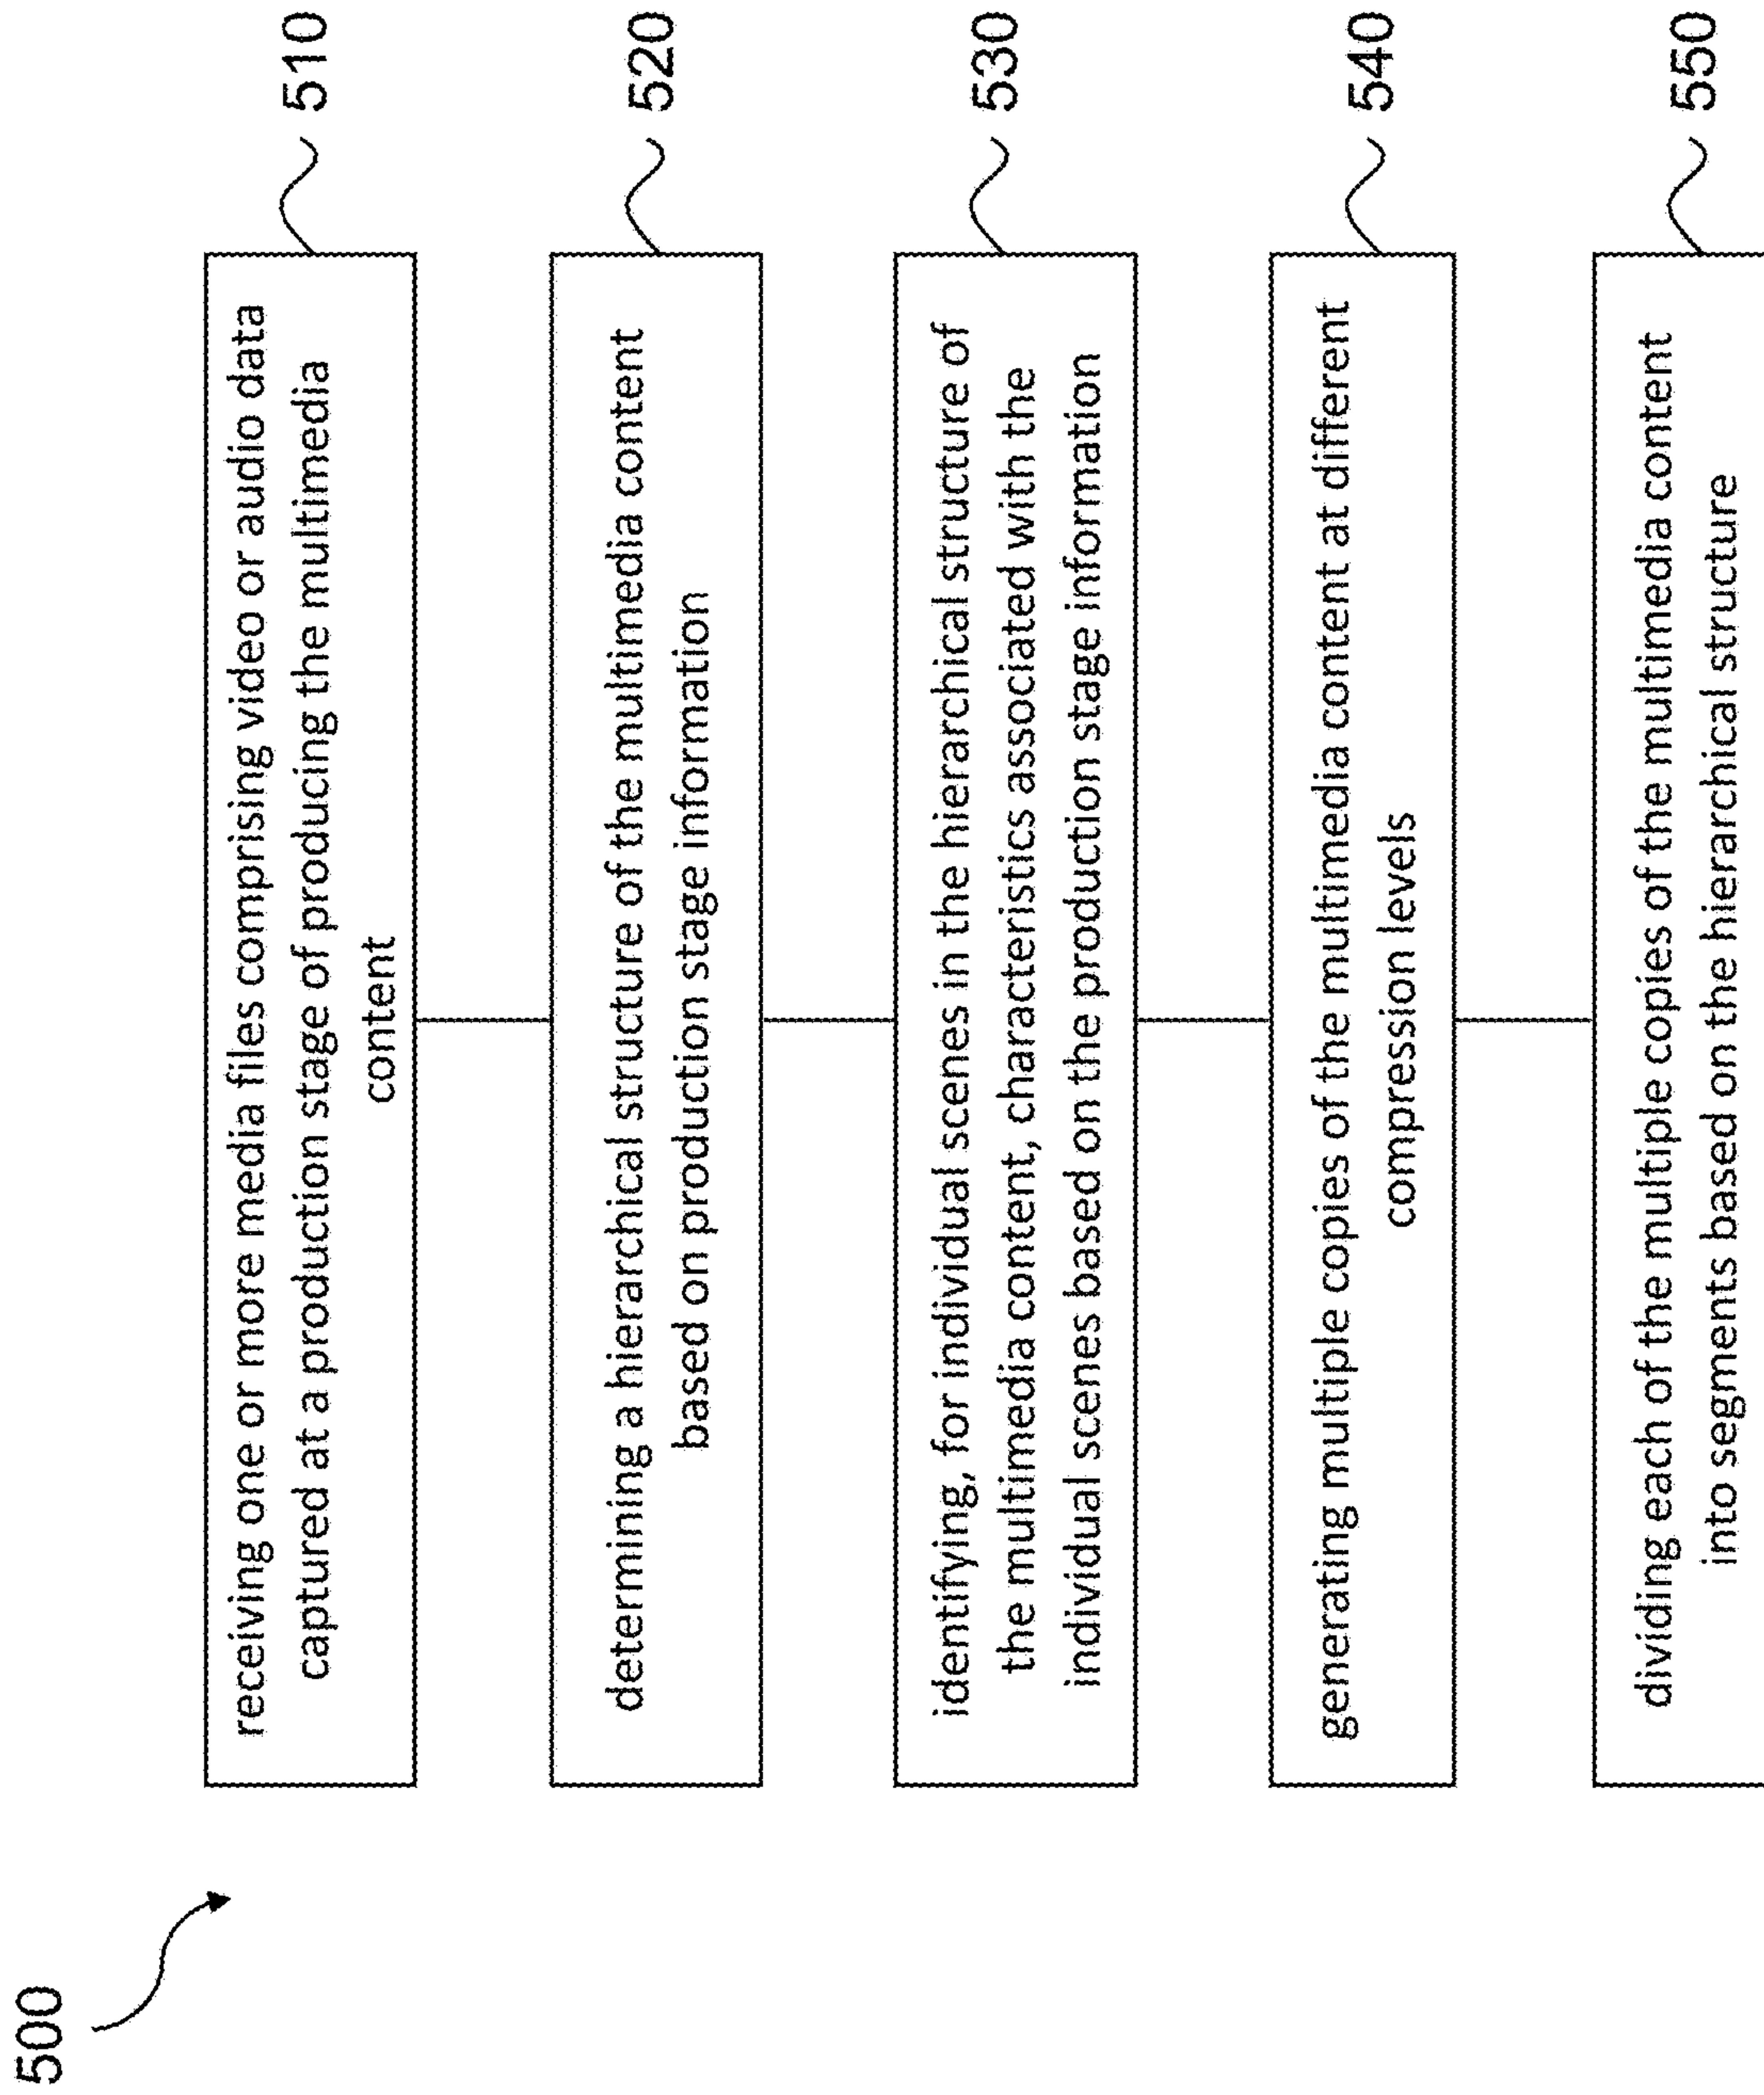 500
receiving one or more media files comprising video or audio data
captured at a production stage of producing the multimedia
content
510
determining a hierarchical structure of the multimedia content
based on production stage information
520
identifying, for individual scenes in the hierarchical structure of
the multimedia content, characteristics associated with the
individual scenes based on the production stage information
530
generating multiple copies of the multimedia content at different
compression levels
540
dividing each of the multiple copies of the multimedia content
into segments based on the hierarchical structure
550